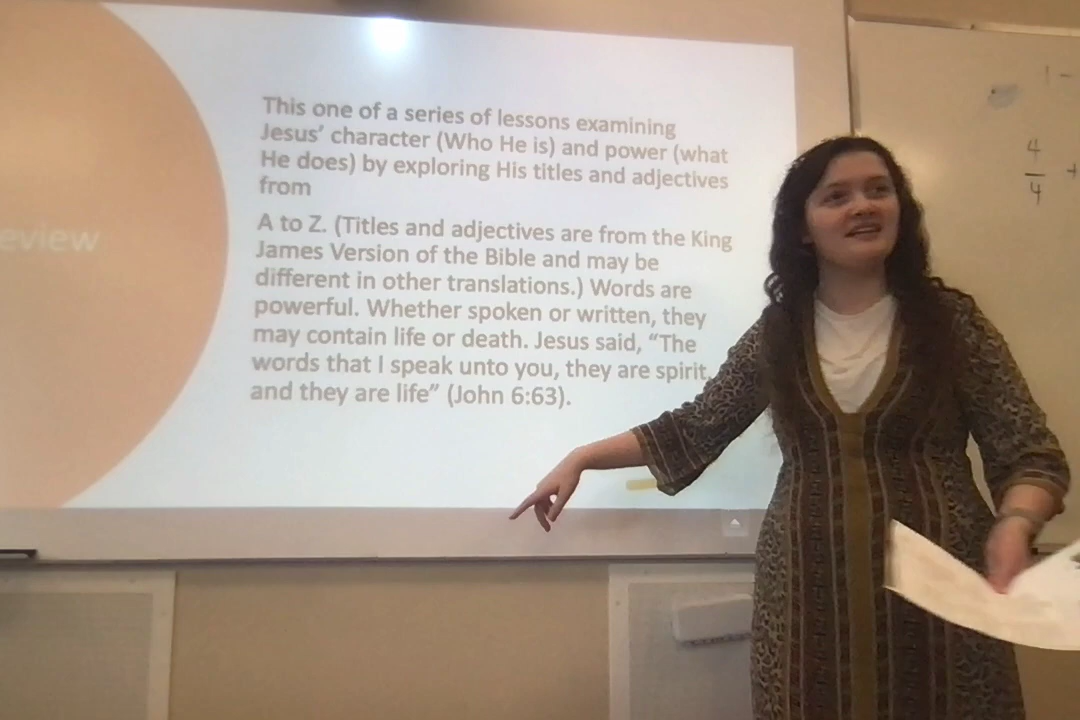 eview
This one of a series of lessons examining
Jesus' character (Who He is) and power (what
He does) by exploring His titles and adjectives
from
A to Z. (Titles and adjectives are from the King
James Version of the Bible and may be
different in other translations.) Words are
powerful. Whether spoken or written, they
may contain life or death. Jesus said, “The
words that I speak unto you, they are spirit,
and they are life” (John 6:63).
1 -
4
4
+